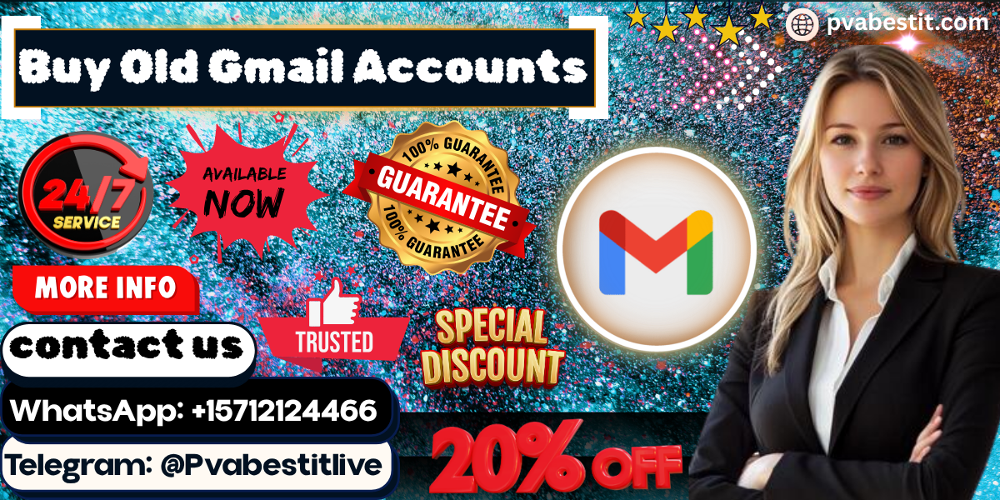 pvabestit.com
Buy Old Gmail Accounts
24/7
SERVICE
AVAILABLE
NOW
100% GUARANTEE
GUARANTEE
100% GUARANTEE
MORE INFO
TRUSTED
contact us
SPECIAL
DISCOUNT
WhatsApp: +15712124466
Telegram: @Pvabestitlive
20% OFF